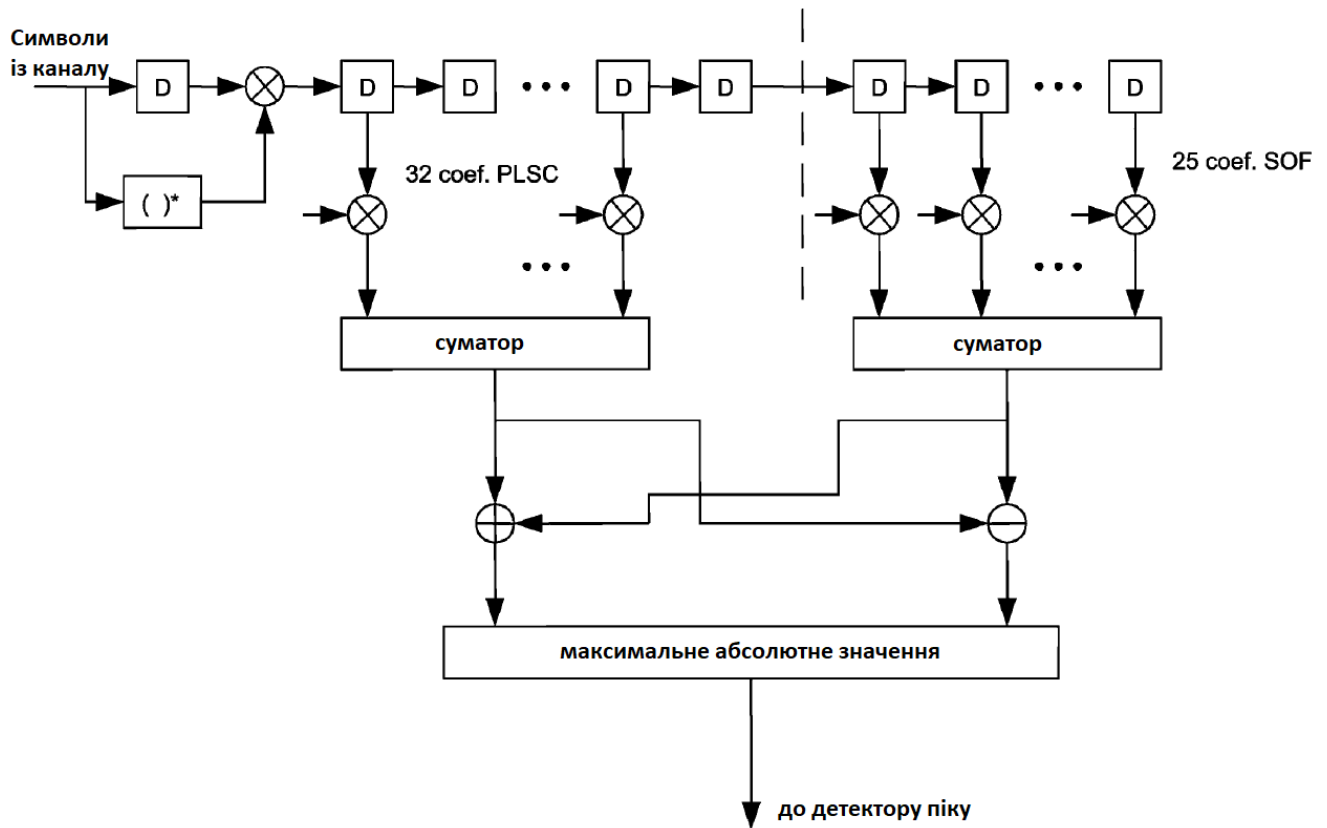 Символи
із каналу
D
D
D
D
D
D
D
D
( )*
32 coef. PLSC
25 coef. SOF
суматор
суматор
максимальне абсолютне значення
до детектору піку